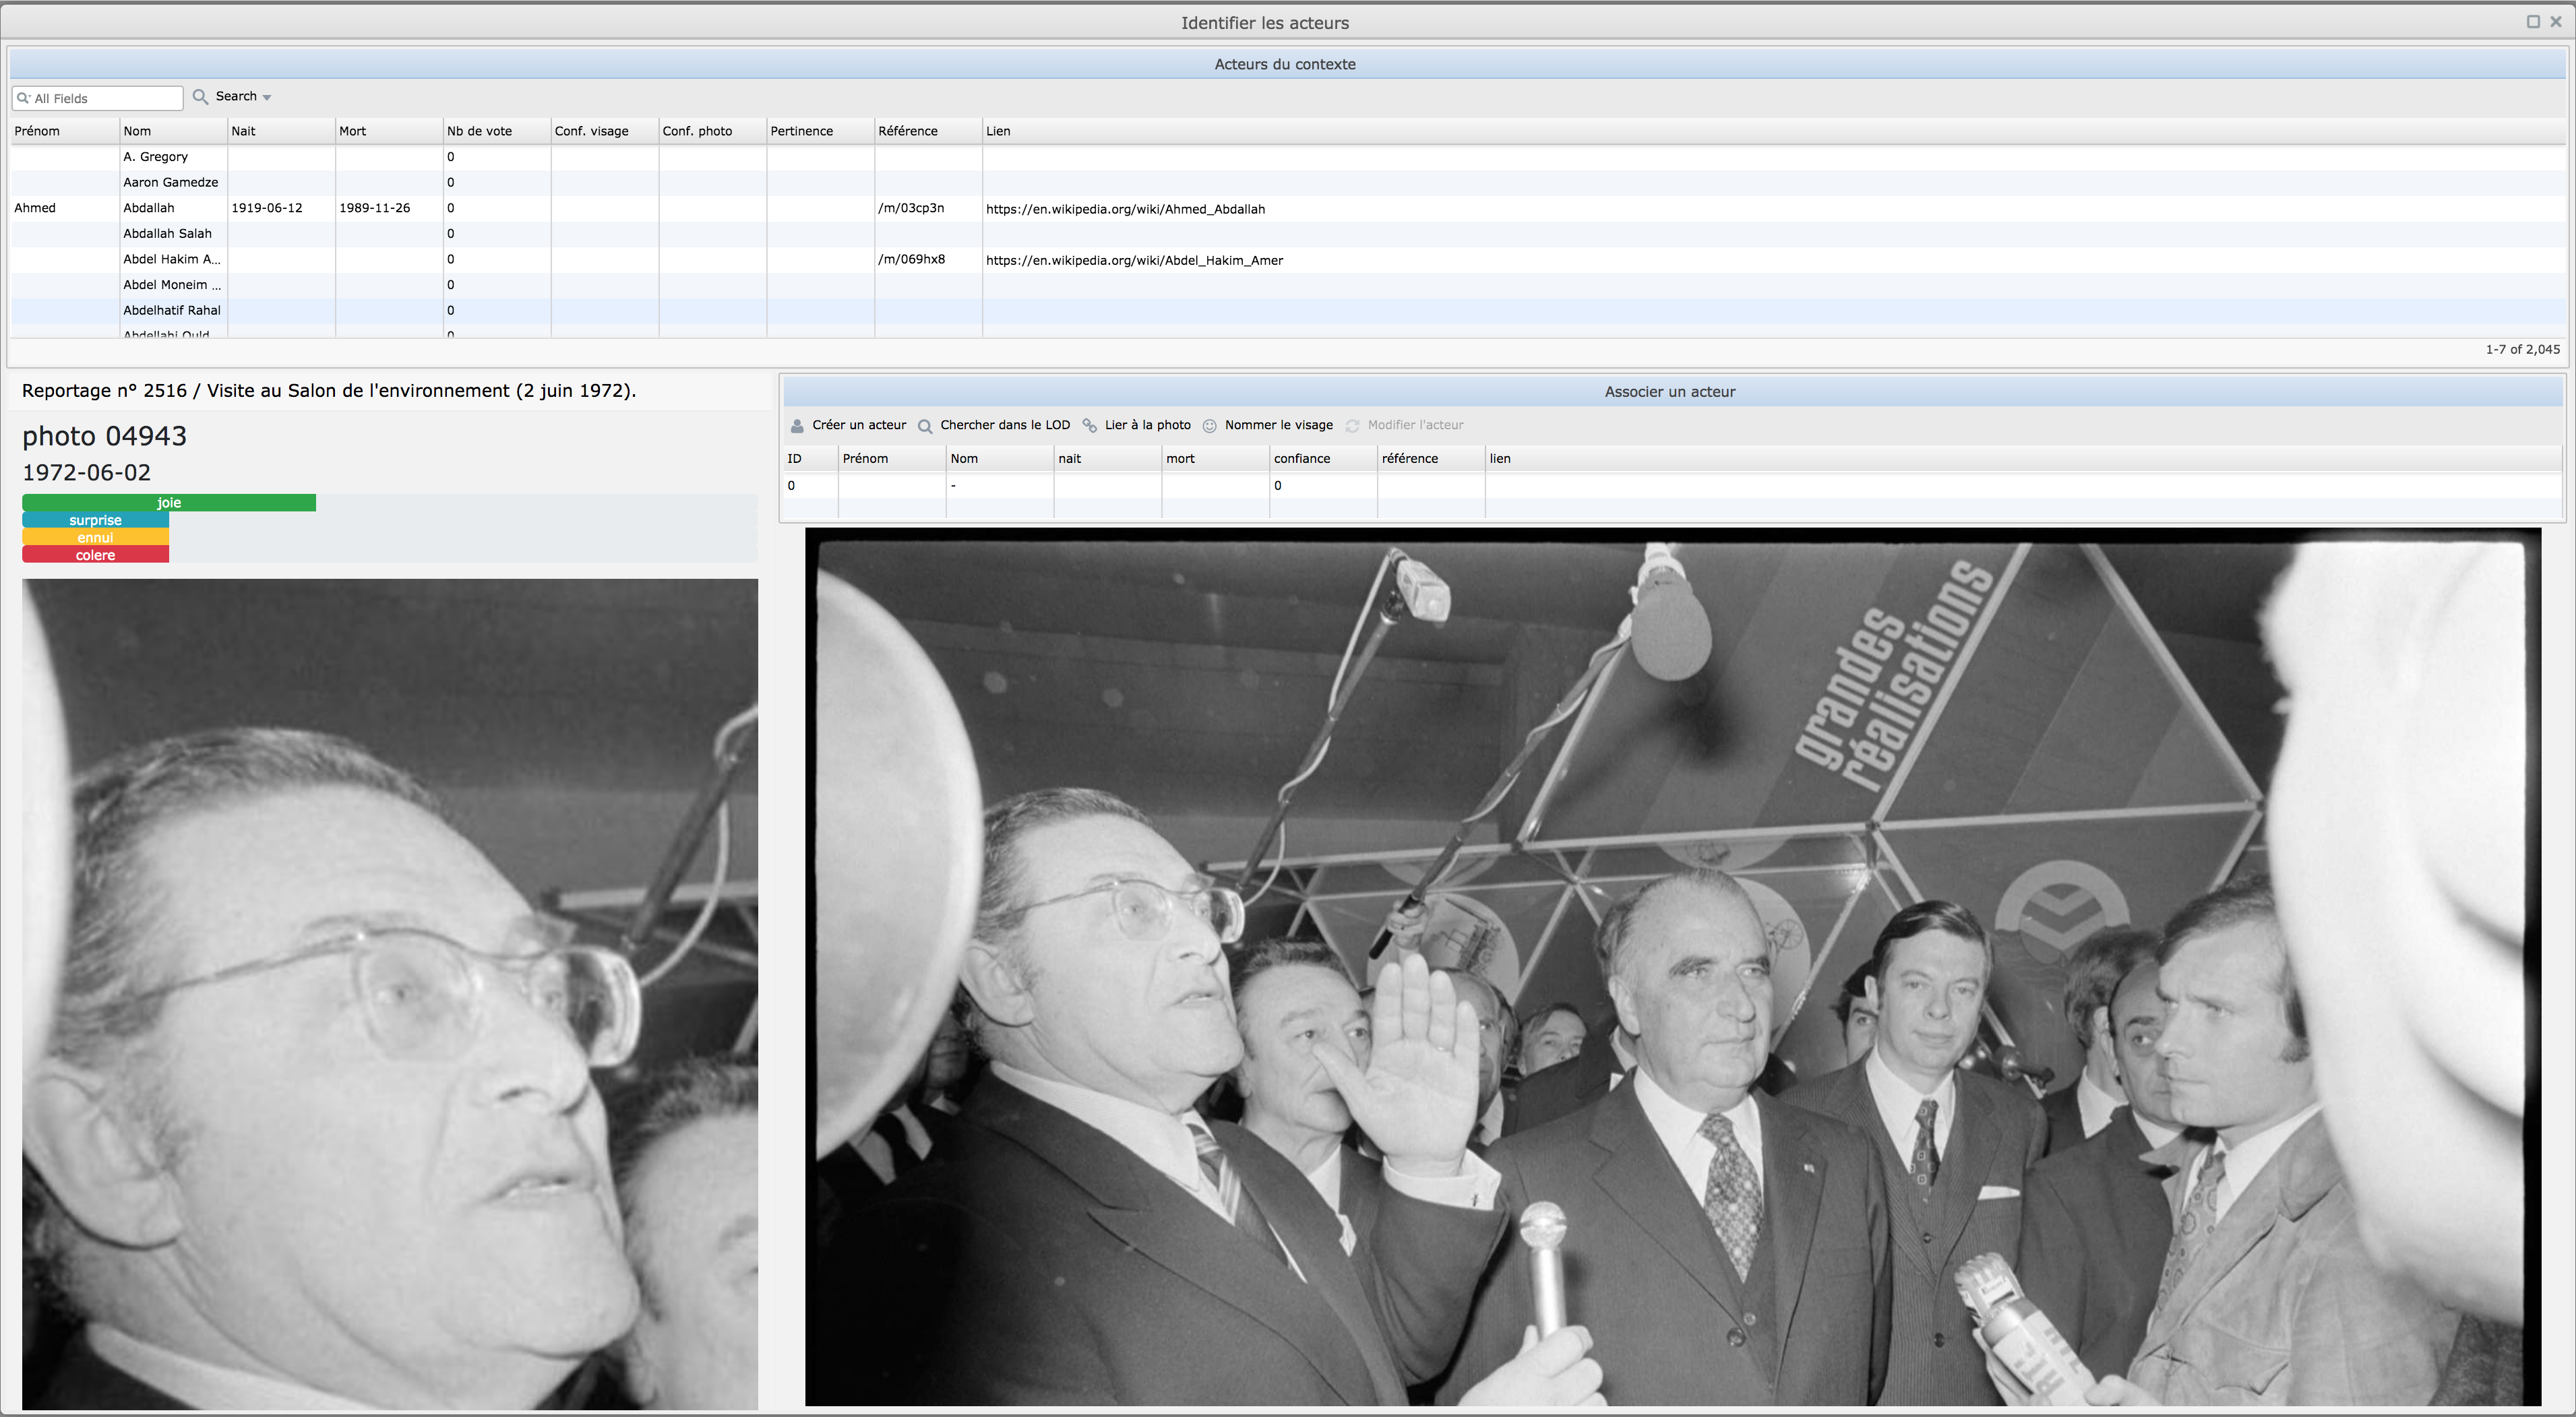 Identifier les acteurs
Acteurs du contexte
All Fields Search
Prénom Nom Nait Mort Nb de vote Conf. visage Conf. photo Pertinence Référence Lien
A. Gregory 0
Aaron Gamedze 0
Ahmed Abdallah 1919-06-12 1989-11-26 0 /m/03cp3n https://en.wikipedia.org/wiki/Ahmed_Abdallah
Abdallah Salah 0
Abdel Hakim A... 0 /m/069hx8 https://en.wikipedia.org/wiki/Abdel_Hakim_Amer
Abdel Moneim ... 0
Abdelhatif Rahal 0
Abdellahi Ould 0
1-7 of 2,045
Reportage n° 2516 / Visite au Salon de l'environnement (2 juin 1972).
photo 04943
1972-06-02
joie
surprise
ennui
colere
Associer un acteur
Créer un acteur Chercher dans le LOD Lier à la photo Nommer le visage Modifier l'acteur
ID Prénom Nom nait mort confiance référence lien
0 - 0
grandes
réalisations